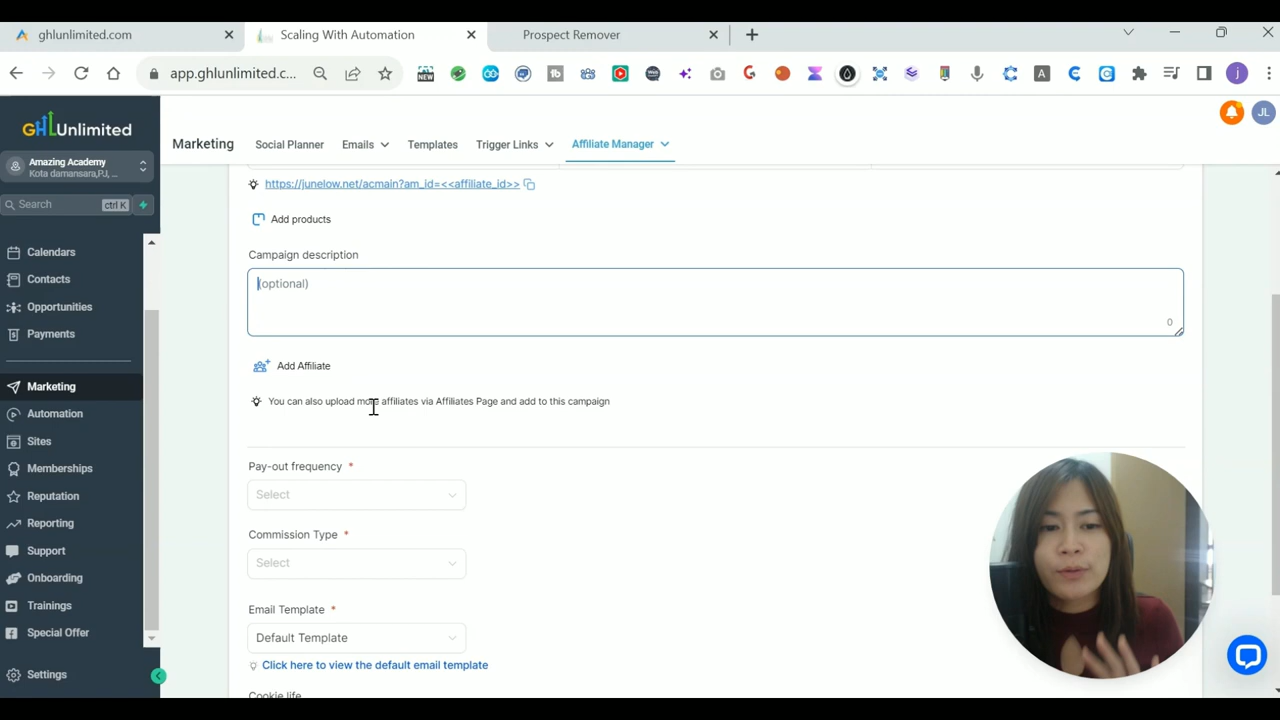 ghlunlimited.com
Scaling With Automation
Prospect Remover
app.ghlunlimited.c...
NEW
A
j
GHLUnlimited
Amazing Academy
Kota damansara,PJ, ...
Search
ctrl K
Calendars
Contacts
Opportunities
Payments
Marketing
Automation
Sites
Memberships
Reputation
Reporting
Support
Onboarding
Trainings
Special Offer
Settings
Marketing
Social Planner
Emails
Templates
Trigger Links
Affiliate Manager
JL
https://junelow.net/acmain?am_id=<<affiliate_id>>
Add products
Campaign description
(optional)
0
Add Affiliate
You can also upload more affiliates via Affiliates Page and add to this campaign
Pay-out frequency *
Select
Commission Type *
Select
Email Template *
Default Template
Click here to view the default email template
Cookie life